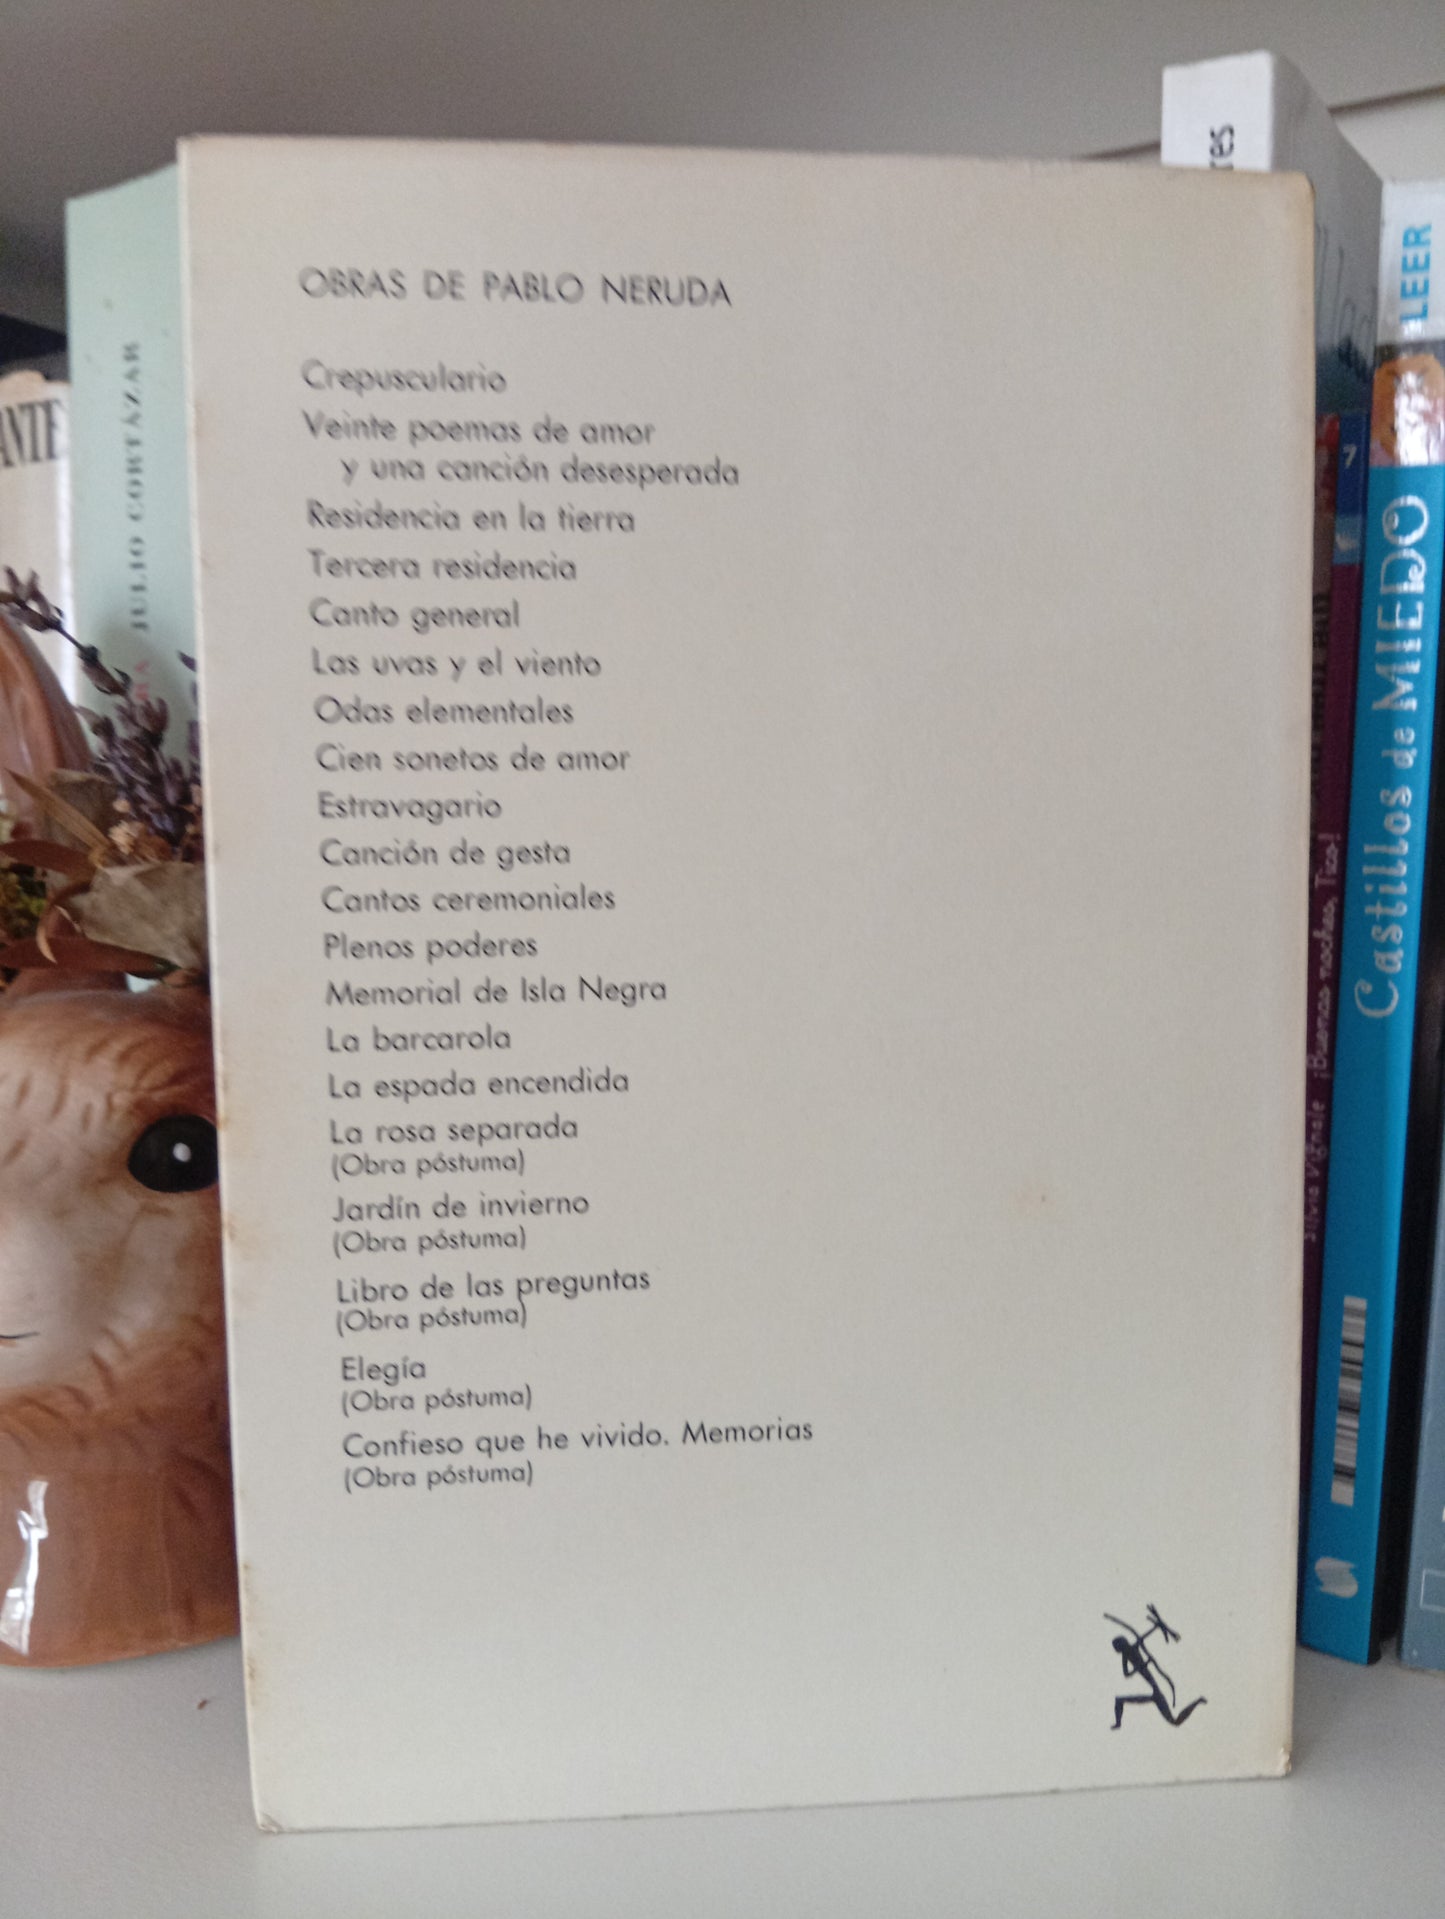 OBRAS DE PABLO NERUDA
Crepusculario
Veinte poemas de amor
y una canción desesperada
Residencia en la tierra
Tercera residencia
Canto general
Las uvas y el viento
Odas elementales
Cien sonetos de amor
Estravagario
Canción de gesta
Cantos ceremoniales
Plenos poderes
Memorial de Isla Negra
La barcarola
La espada encendida
La rosa separada
(Obra póstuma)
Jardín de invierno
(Obra póstuma)
Libro de las preguntas
(Obra póstuma)
Elegía
(Obra póstuma)
Confieso que he vivido. Memorias
(Obra póstuma)
JULIO CORTÁZAR
LEER
7
Castillos de MIEDO
Silvia Vignale ¡Buenas noches, Tico!